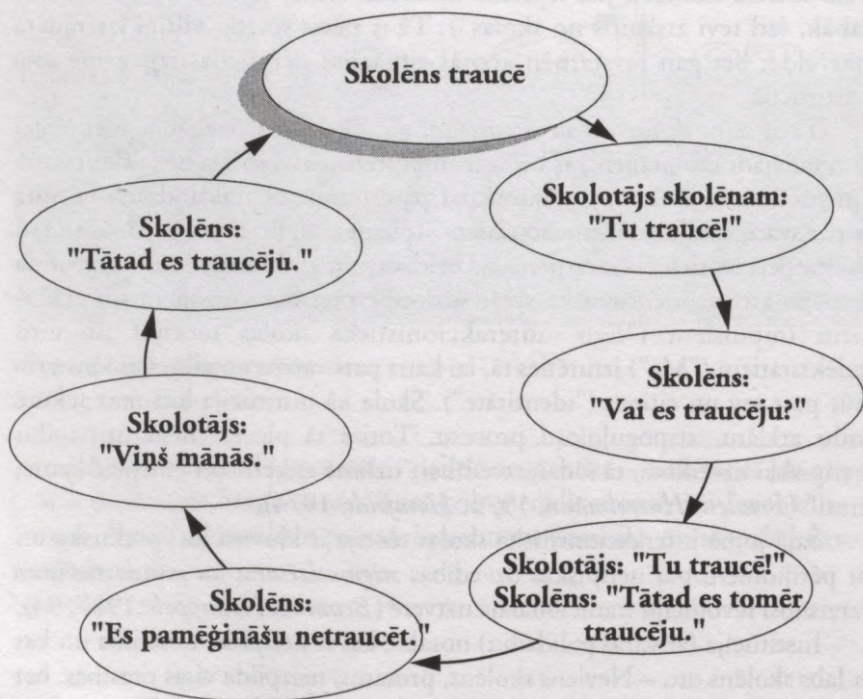 Skolēns traucē
Skolotājs skolēnam:
"Tu traucē!"
Skolēns:
"Vai es traucēju?"
Skolotājs: "Tu traucē!"
Skolēns: "Tātad es tomēr
traucēju."
Skolēns:
"Es pamēģināšu netraucēt."
Skolotājs:
"Viņš mānās."
Skolēns:
"Tātad es traucēju."